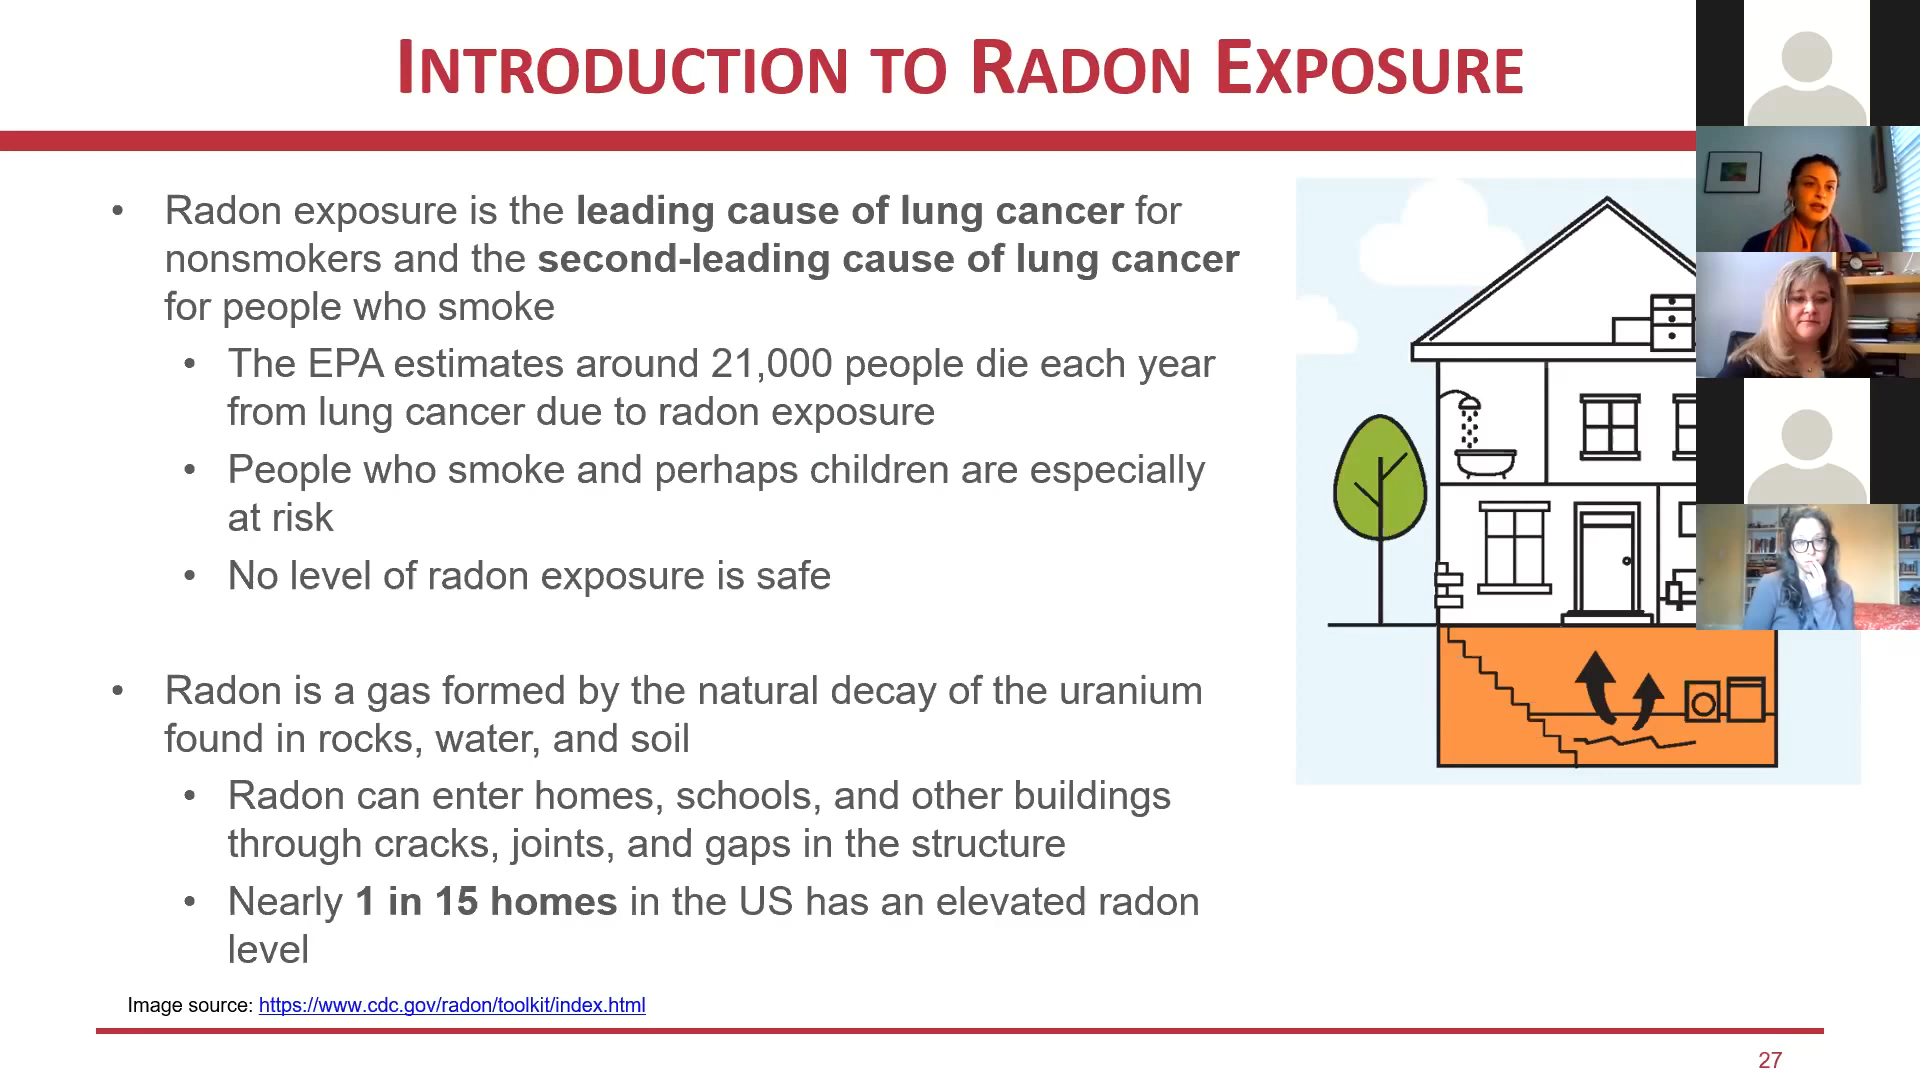 INTRODUCTION TO RADON EXPOSURE
• Radon exposure is the leading cause of lung cancer for
nonsmokers and the second-leading cause of lung cancer
for people who smoke
• The EPA estimates around 21,000 people die each year
from lung cancer due to radon exposure
• People who smoke and perhaps children are especially
at risk
• No level of radon exposure is safe
• Radon is a gas formed by the natural decay of the uranium
found in rocks, water, and soil
• Radon can enter homes, schools, and other buildings
through cracks, joints, and gaps in the structure
• Nearly 1 in 15 homes in the US has an elevated radon
level
Image source: https://www.cdc.gov/radon/toolkit/index.html
27